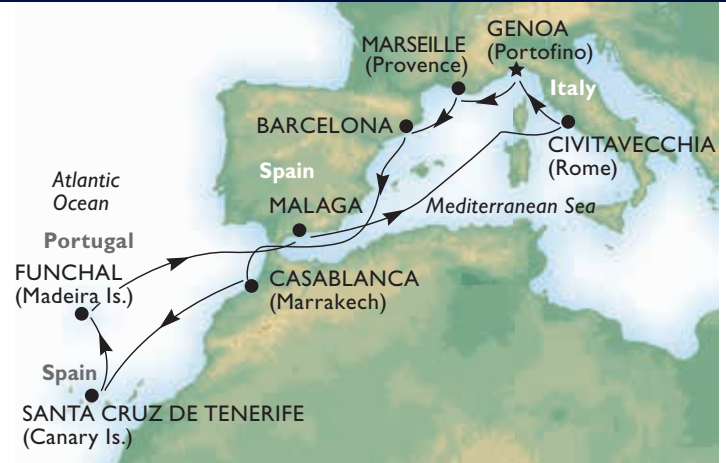 GENOA
(Portofino)
MARSEILLE
(Provence)
Italy
BARCELONA
CIVITAVECCHIA
(Rome)
Spain
Atlantic
Ocean
MALAGA
Mediterranean Sea
Portugal
FUNCHAL
(Madeira Is.)
CASABLANCA
(Marrakech)
Spain
SANTA CRUZ DE TENERIFE
(Canary Is.)